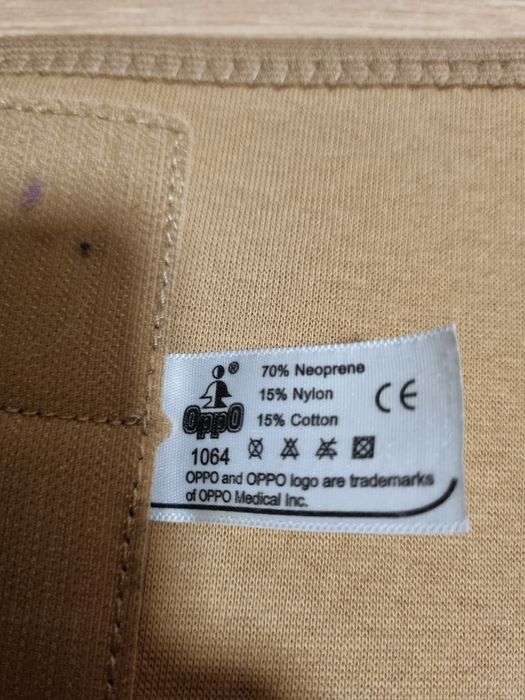 ®
70% Neoprene
15% Nylon
15% Cotton
CE
OPPO
1064
OPPO and OPPO logo are trademarks
of OPPO Medical Inc.